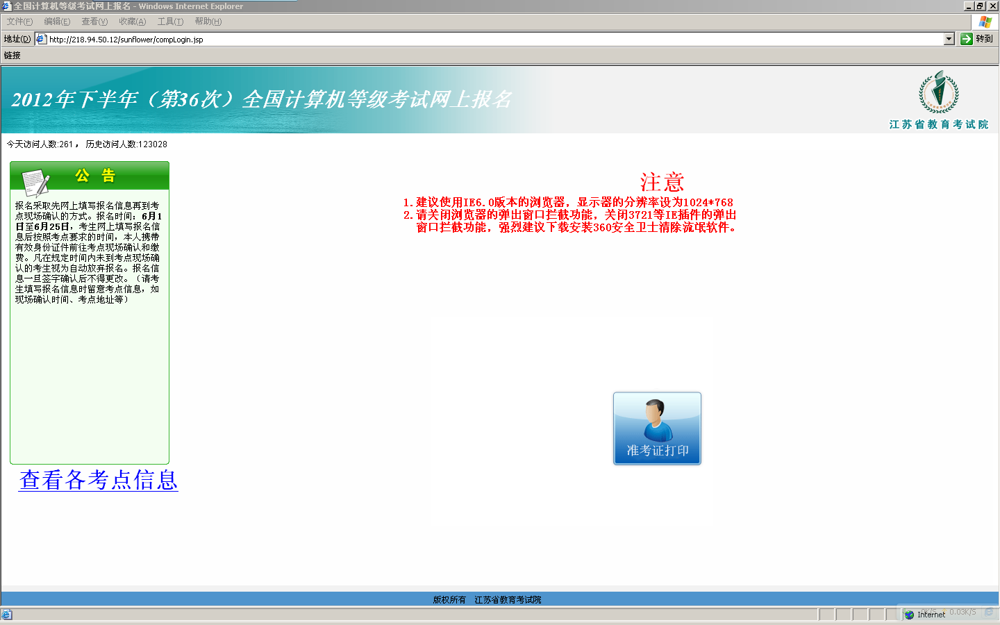 全国计算机等级考试网上报名 - Windows Internet Explorer
文件(F) 编辑(E) 查看(V) 收藏(A) 工具(T) 帮助(H)
地址(D) http://218.94.50.12/sunflower/compLogin.jsp 转到
链接
2012年下半年（第36次）全国计算机等级考试网上报名
江苏省教育考试院
今天访问人数:261， 历史访问人数:123028
公 告
报名采取先网上填写报名信息再到考
点现场确认的方式。报名时间：6月1
日至6月25日，考生网上填写报名信
息后按照考点要求的时间，本人携带
有效身份证件前往考点现场确认和缴
费。凡在规定时间内未到考点现场确
认的考生视为自动放弃报名。报名信
息一旦签字确认后不得更改。（请考
生填写报名信息时留意考点信息，如
现场确认时间、考点地址等）
查看各考点信息
注意
1.建议使用IE6.0版本的浏览器，显示器的分辨率设为1024*768
2.请关闭浏览器的弹出窗口拦截功能，关闭3721等IE插件的弹出
窗口拦截功能，强烈建议下载安装360安全卫士清除流氓软件。
准考证打印
版权所有 江苏省教育考试院
Internet 0K/S 0.03K/S